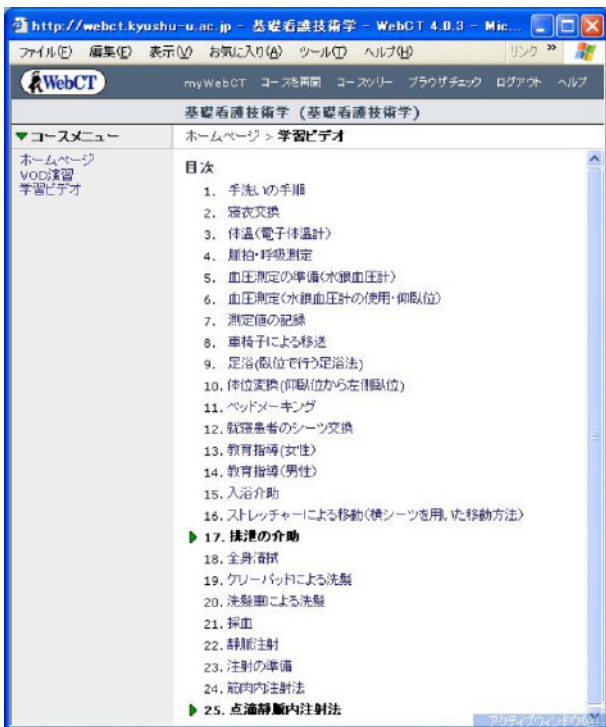 http://webct.kyushu-u.ac.jp - 基礎看護技術学 - WebCT 4.0.3 - Mic...
ファイル(F) 編集(E) 表示(V) お気に入り(A) ツール(T) ヘルプ(H) リンク »
WebCT myWebCT コースを再開 コースツリー ブラウザチェック ログアウト ヘルプ
基礎看護技術学 (基礎看護技術学)
▼コースメニュー ホームページ > 学習ビデオ
ホームページ
VOD演習
学習ビデオ
目次
1. 手洗いの手順
2. 寝衣交換
3. 体温(電子体温計)
4. 脈拍・呼吸測定
5. 血圧測定の準備(水銀血圧計)
6. 血圧測定(水銀血圧計の使用・仰臥位)
7. 測定値の記録
8. 車椅子による移送
9. 足浴(臥位で行う足浴法)
10. 体位変換(仰臥位から左側臥位)
11. ベッドメーキング
12. 就寝患者のシーツ交換
13. 教育指導(女性)
14. 教育指導(男性)
15. 入浴介助
16. ストレッチャーによる移動(横シーツを用いた移動方法)
17. 排泄の介助
18. 全身清拭
19. ケリーパッドによる洗髪
20. 洗髪車による洗髪
21. 採血
22. 静脈注射
23. 注射の準備
24. 筋肉内注射法
25. 点滴静脈内注射法